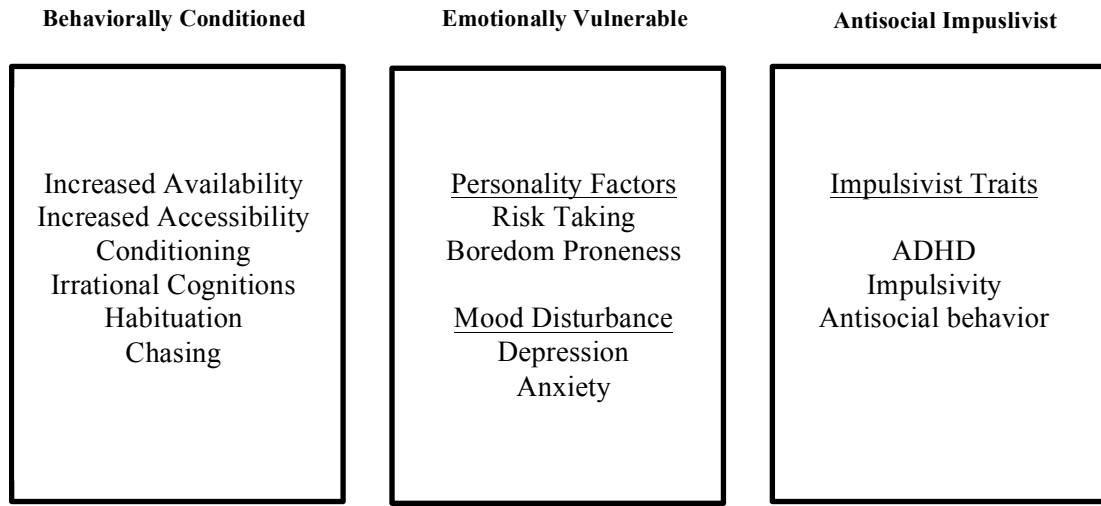 Behaviorally Conditioned
Increased Availability
Increased Accessibility
Conditioning
Irrational Cognitions
Habituation
Chasing
Emotionally Vulnerable
Personality Factors
Risk Taking
Boredom Proneness
Mood Disturbance
Depression
Anxiety
Antisocial Impuslivist
Impulsivist Traits
ADHD
Impulsivity
Antisocial behavior